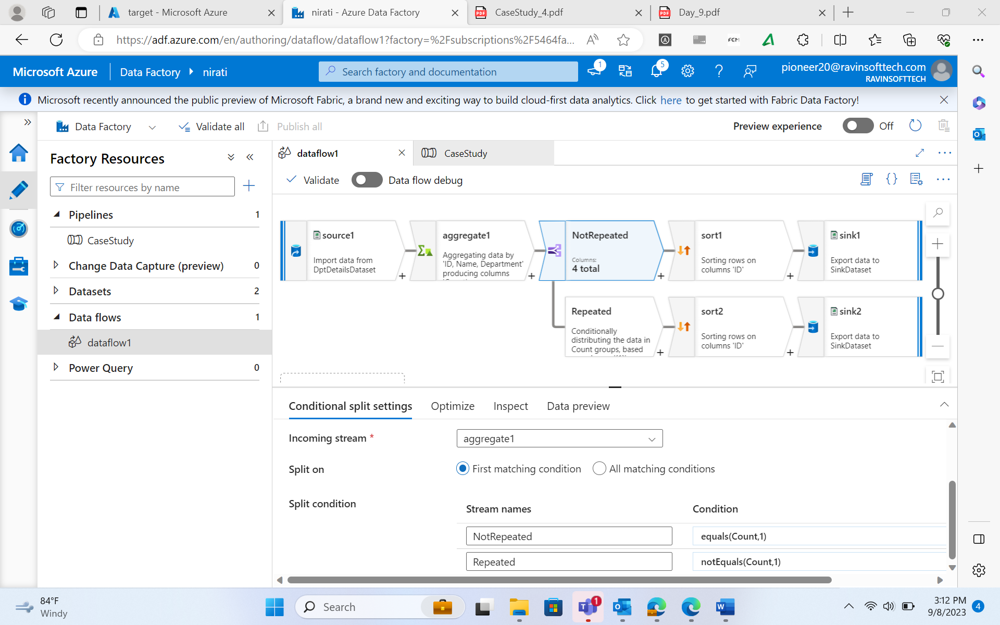 target - Microsoft Azure
nirati - Azure Data Factory
CaseStudy_4.pdf
Day_9.pdf
https://adf.azure.com/en/authoring/dataflow/dataflow1?factory=%2Fsubscriptions%2F5464fa...
FCM
Microsoft Azure
Data Factory
nirati
Search factory and documentation
1
5
pioneer20@ravinsofttech.com
RAVINSOFTTECH
Microsoft recently announced the public preview of Microsoft Fabric, a brand new and exciting way to build cloud-first data analytics. Click here to get started with Fabric Data Factory!
Data Factory
Validate all
Publish all
Preview experience
Off
Factory Resources
Filter resources by name
Pipelines 1
CaseStudy
Change Data Capture (preview) 0
Datasets 2
Data flows 1
dataflow1
Power Query 0
dataflow1
CaseStudy
Validate
Data flow debug
source1
Import data from
DptDetailsDataset
aggregate1
Aggregating data by
'ID, Name, Department'
producing columns
NotRepeated
Columns:
4 total
sort1
Sorting rows on
columns 'ID'
sink1
Export data to
SinkDataset
Repeated
Conditionally
distributing the data in
Count groups, based
sort2
Sorting rows on
columns 'ID'
sink2
Export data to
SinkDataset
Conditional split settings
Optimize
Inspect
Data preview
Incoming stream *
aggregate1
Split on
First matching condition
All matching conditions
Split condition
Stream names
Condition
NotRepeated
equals(Count,1)
Repeated
notEquals(Count,1)
84°F
Windy
Search
1
3:12 PM
9/8/2023
4